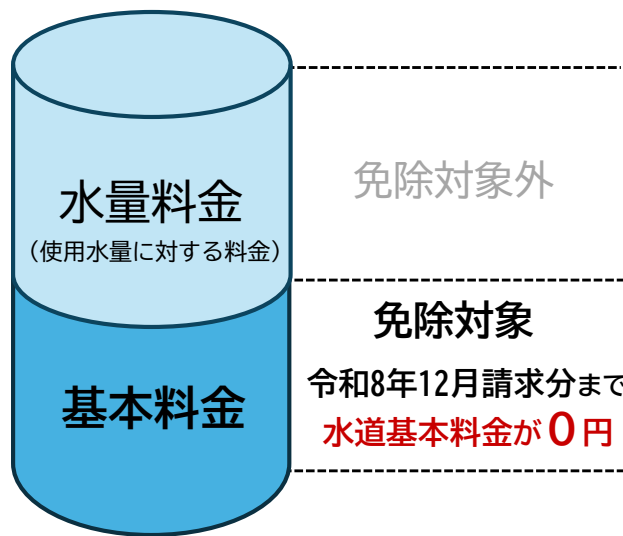 水量料金
（使用水量に対する料金）
免除対象外
基本料金
免除対象
令和8年12月請求分まで
水道基本料金が0円